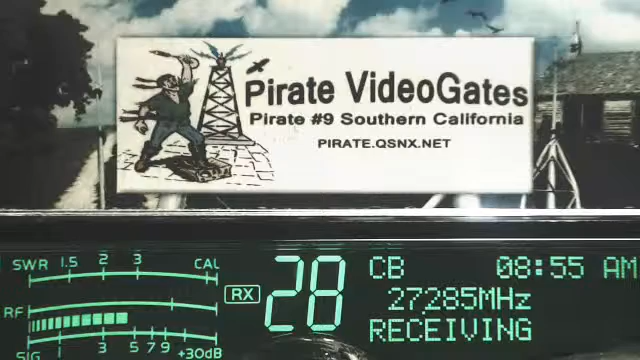 Pirate VideoGates
Pirate #9 Southern California
PIRATE.QSNX.NET
SWR 1.5 2 3 CAL
RF
SIG 1 3 5 7 9 +30dB
RX
28
CB 08:55 AM
27285MHz
RECEIVING